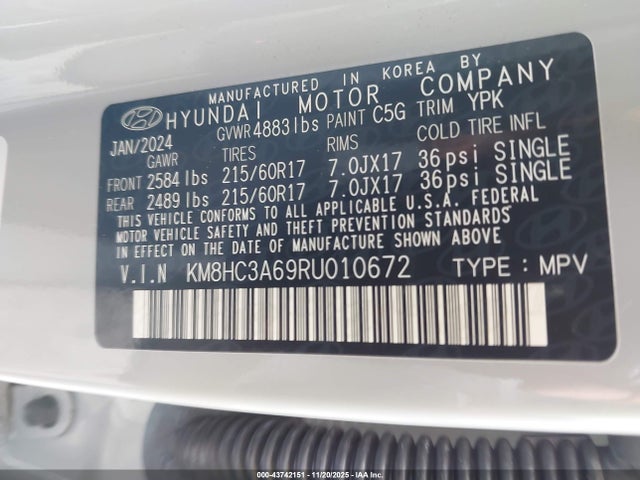 MANUFACTURED IN KOREA BY
HYUNDAI MOTOR COMPANY
JAN/2024 GVWR 4883 lbs PAINT C5G TRIM YPK
GAWR TIRES RIMS COLD TIRE INFL
FRONT 2584 lbs 215/60R17 7.0JX17 36 psi SINGLE
REAR 2489 lbs 215/60R17 7.0JX17 36 psi SINGLE
THIS VEHICLE CONFORMS TO ALL APPLICABLE U.S.A. FEDERAL
MOTOR VEHICLE SAFETY AND THEFT PREVENTION STANDARDS
IN EFFECT ON THE DATE OF MANUFACTURE SHOWN ABOVE.
V.I.N KM8HC3A69RU010672 TYPE : MPV
000-43742151 - 11/20/2025 - IAA Inc.